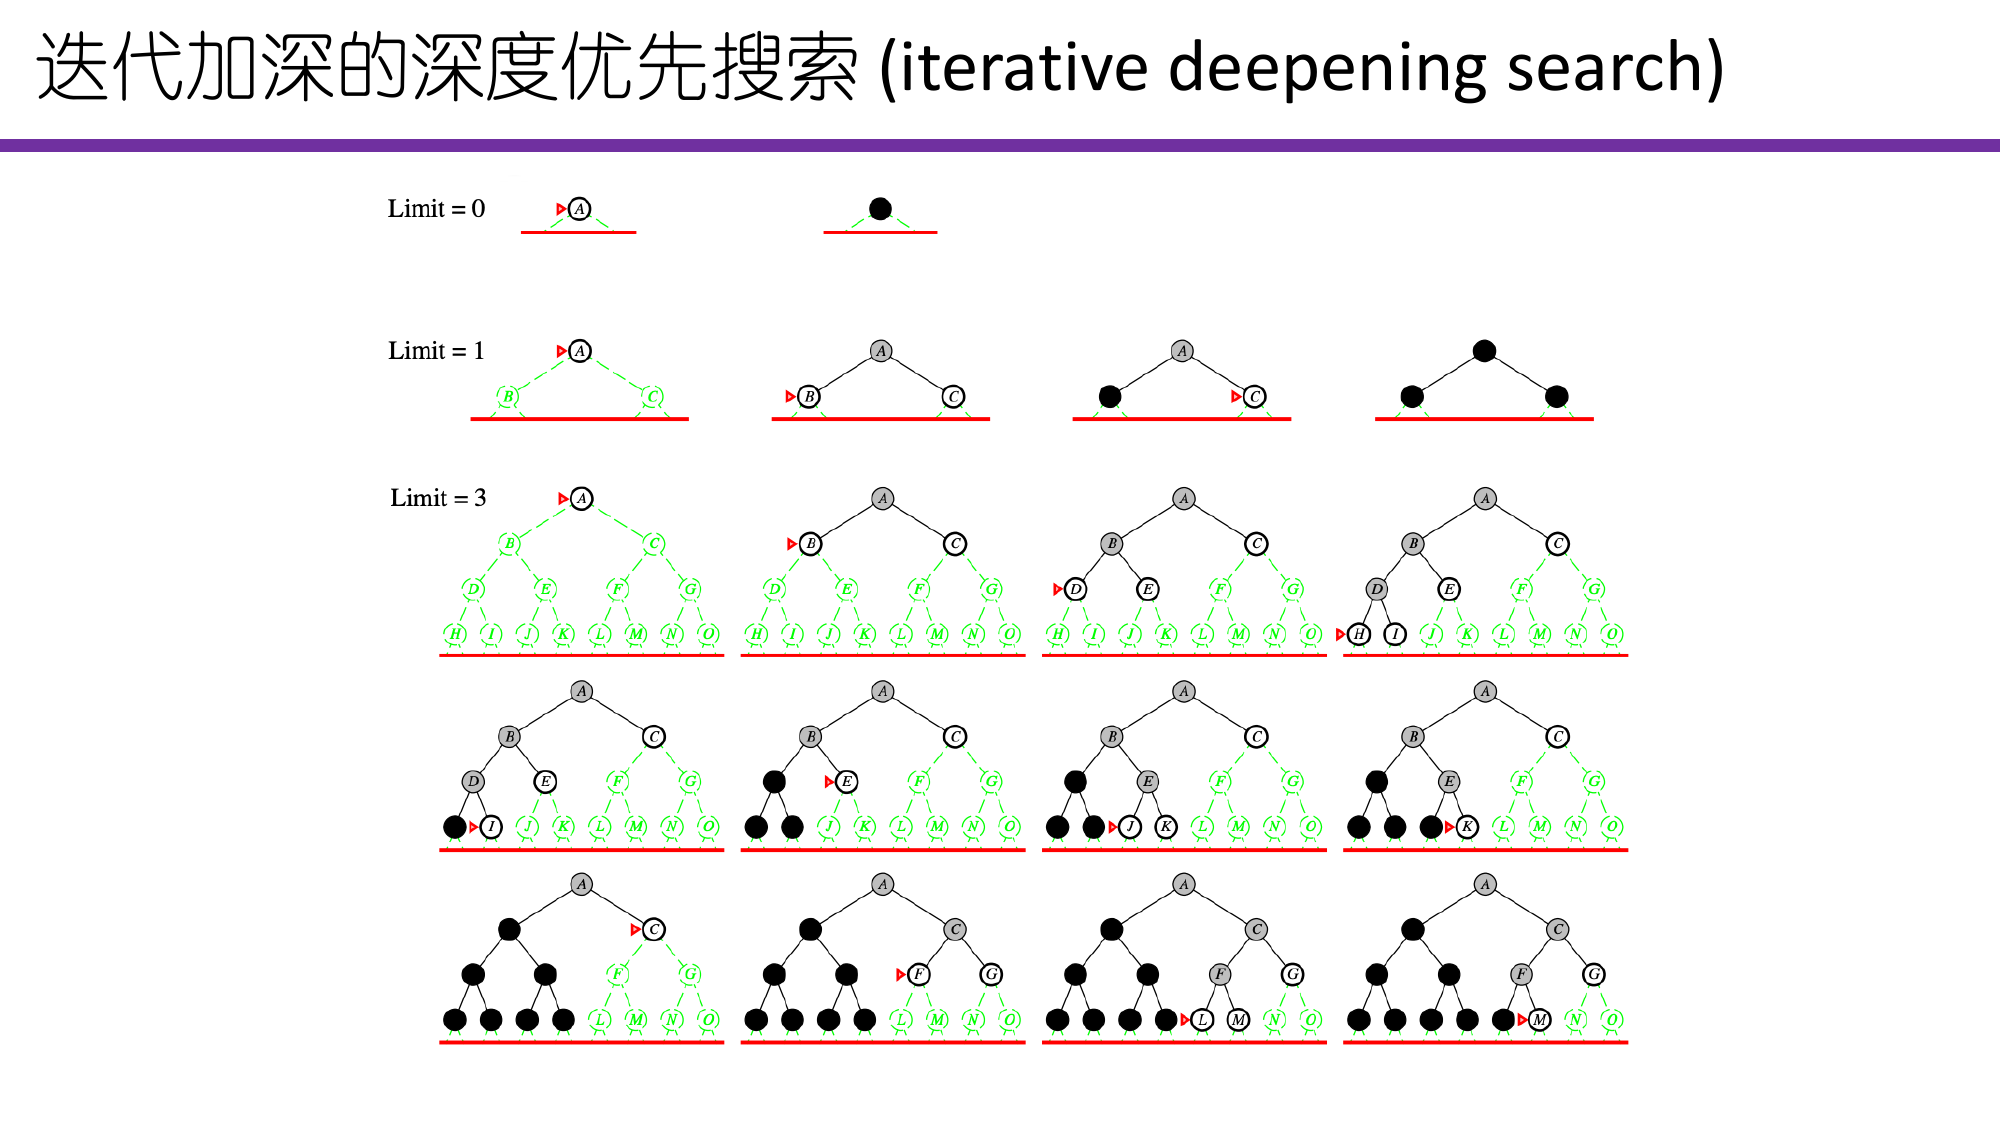 迭代加深的深度优先搜索 (iterative deepening search)
Limit = 0
A
Limit = 1
A A A
B C B C C
Limit = 3
A A A A
B C B C B C B C
D E F G D E F G D E F G D E F G
H I J K L M N O H I J K L M N O H I J K L M N O H I J K L M N O
A A A A
B C B C B C B C
D E F G E F G E F G E F G
I J K L M N O J K L M N O J K L M N O K L M N O
A A A A
C C C C
F G F G F G F G
L M N O L M N O L M N O M N O